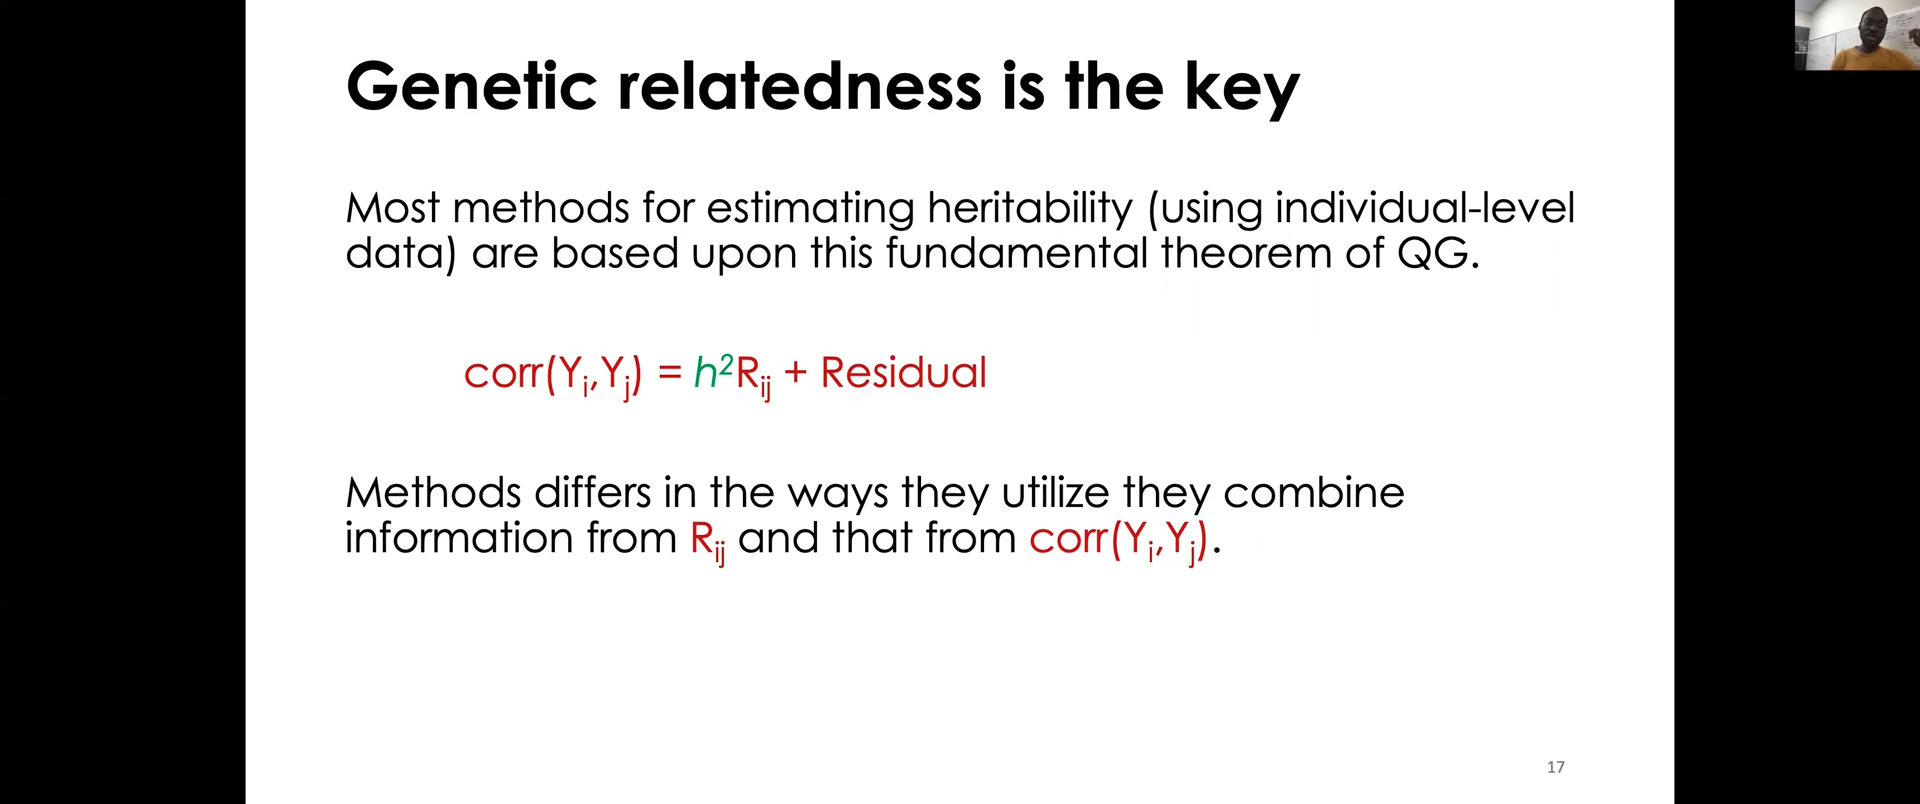 Genetic relatedness is the key
Most methods for estimating heritability (using individual-level
data) are based upon this fundamental theorem of QG.
corr(Yi,Yj) = h²Rij + Residual
Methods differs in the ways they utilize they combine
information from Rij and that from corr(Yi,Yj).
17